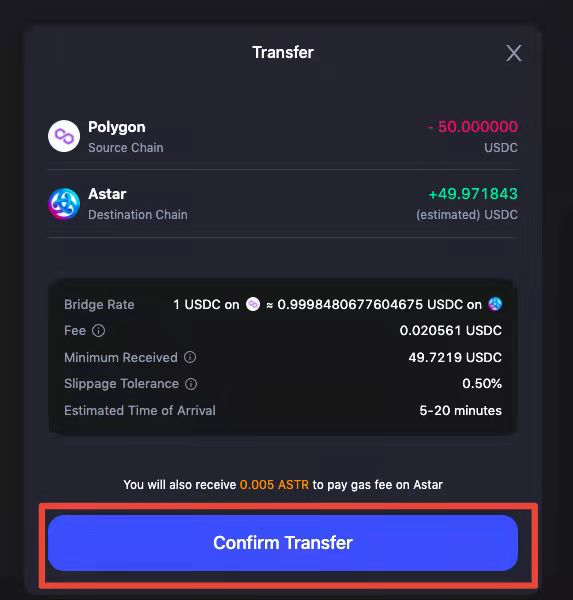 Transfer
X
Polygon - 50.000000
Source Chain USDC
Astar +49.971843
Destination Chain (estimated) USDC
Bridge Rate 1 USDC on ≈ 0.9998480677604675 USDC on
Fee 0.020561 USDC
Minimum Received 49.7219 USDC
Slippage Tolerance 0.50%
Estimated Time of Arrival 5-20 minutes
You will also receive 0.005 ASTR to pay gas fee on Astar
Confirm Transfer